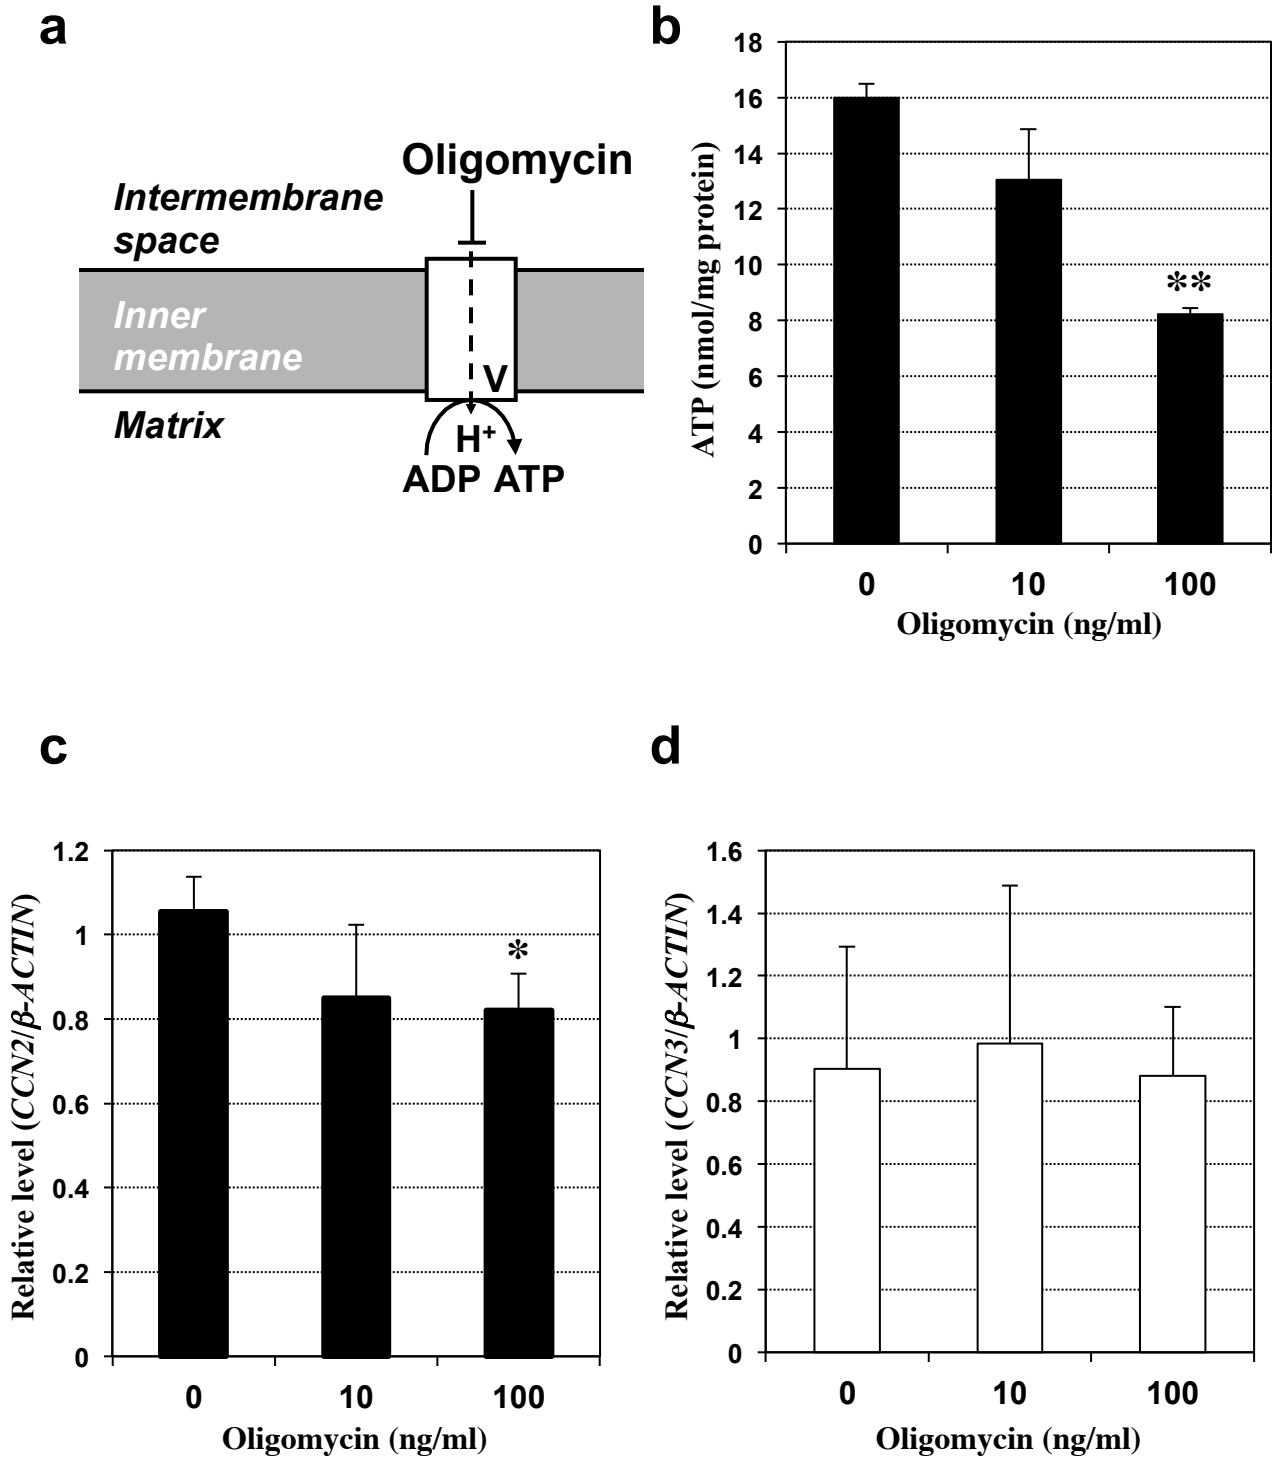 a
Oligomycin
Intermembrane
space
Inner
membrane
V
Matrix
H+
ADP ATP
b
18
16
14
12
10
8
6
4
2
0
ATP (nmol/mg protein)
**
0 10 100
Oligomycin (ng/ml)
c
1.2
1
0.8
0.6
0.4
0.2
0
Relative level (CCN2/β-ACTIN)
*
0 10 100
Oligomycin (ng/ml)
d
1.6
1.4
1.2
1
0.8
0.6
0.4
0.2
0
Relative level (CCN3/β-ACTIN)
0 10 100
Oligomycin (ng/ml)